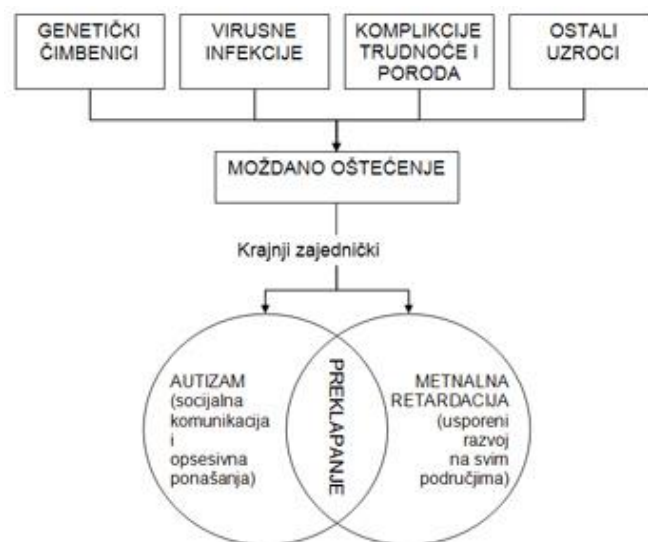 GENETIČKI
ČIMBENICI
VIRUSNE
INFEKCIJE
KOMPLIKCIJE
TRUDNOĆE I
PORODA
OSTALI
UZROCI
MOŽDANO OŠTEĆENJE
Krajnji zajednički
AUTIZAM
(socijalna
komunikacija
i
opsesivna
ponašanja)
PREKLAPANJE
METNALNA
RETARDACIJA
(usporeni
razvoj
na svim
područjima)